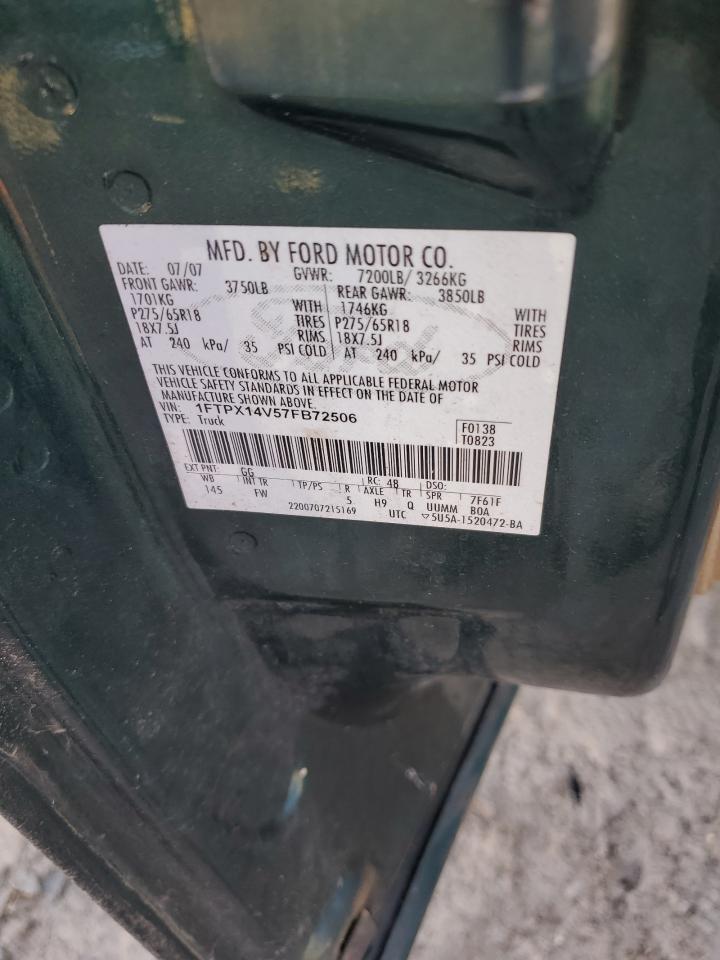 MFD. BY FORD MOTOR CO.
DATE: 07/07 GVWR: 7200LB/ 3266KG
FRONT GAWR: 3750LB REAR GAWR: 3850LB
1701KG WITH 1746KG WITH
P275/65R18 TIRES P275/65R18 TIRES
18X7.5J RIMS 18X7.5J RIMS
AT 240 kPa/ 35 PSI COLD AT 240 kPa/ 35 PSI COLD
THIS VEHICLE CONFORMS TO ALL APPLICABLE FEDERAL MOTOR
VEHICLE SAFETY STANDARDS IN EFFECT ON THE DATE OF
MANUFACTURE SHOWN ABOVE.
VIN: 1FTPX14V57FB72506 F0138
TYPE: Truck T0823
EXT PNT: GG RC: 48 DSO:
WB INT TR TP/PS R AXLE TR SPR 7F61F
145 FW 5 H9 Q UUMM BOA
2200707215169 UTC ▽5U5A-1520472-BA
Ford